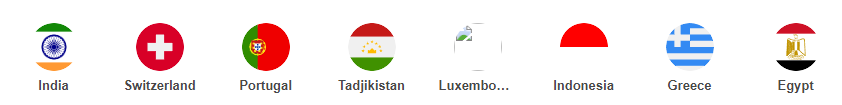 India Switzerland Portugal Tadjikistan Luxembo… Indonesia Greece Egypt